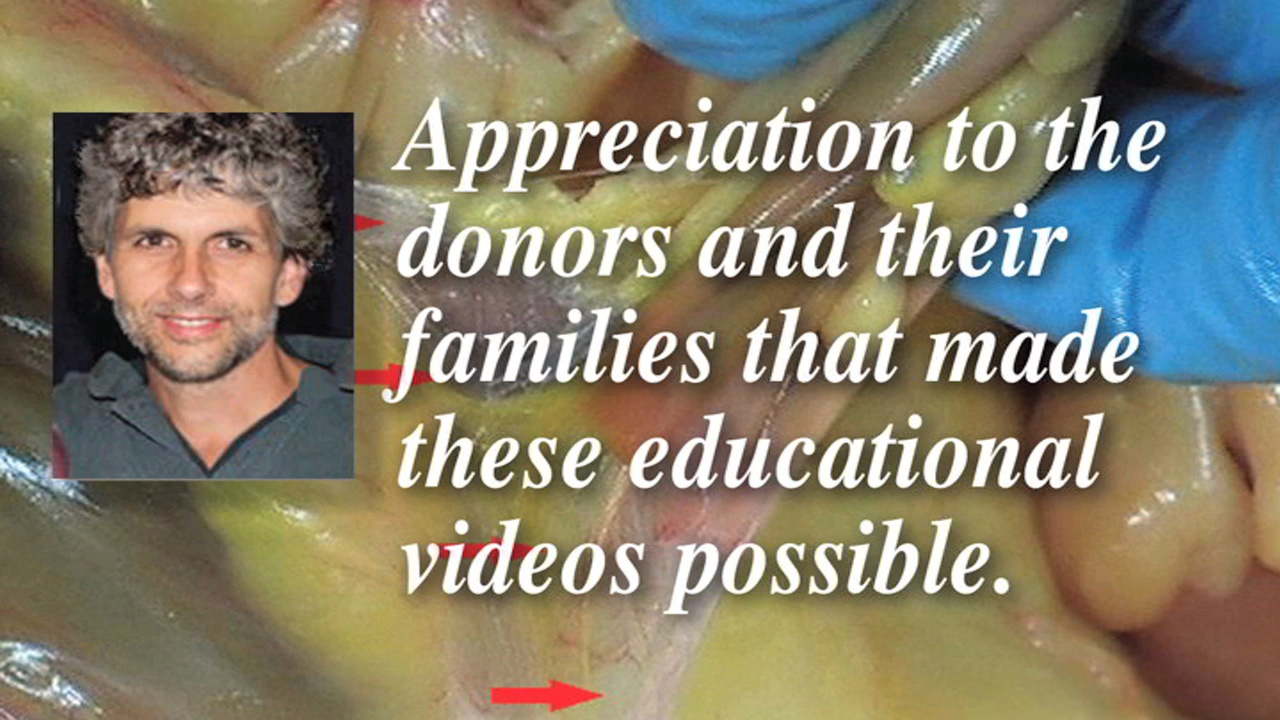 Appreciation to the
donors and their
families that made
these educational
videos possible.